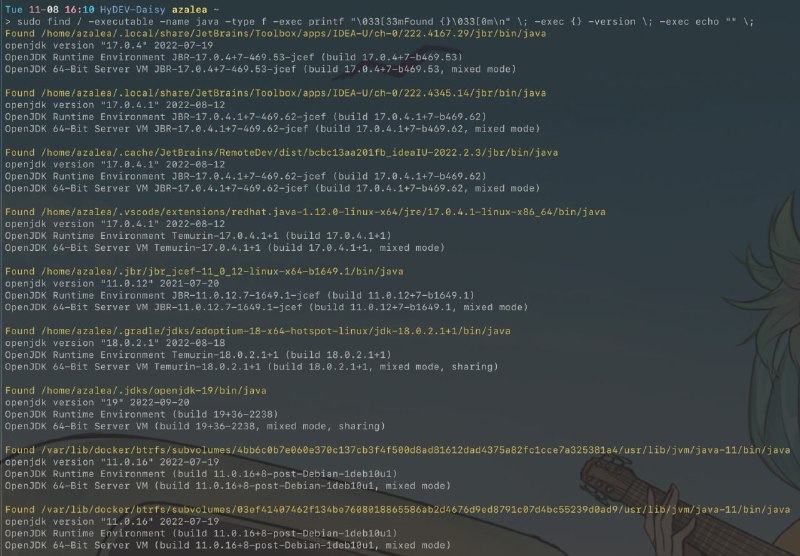 Tue 11-08 16:10 HyDEV-Daisy azalea ~
> sudo find / -executable -name java -type f -exec printf "\033[33mFound {}\033[0m\n" \; -exec {} -version \; -exec echo "" \;
Found /home/azalea/.local/share/JetBrains/Toolbox/apps/IDEA-U/ch-0/222.4167.29/jbr/bin/java
openjdk version "17.0.4" 2022-07-19
OpenJDK Runtime Environment JBR-17.0.4+7-469.53-jcef (build 17.0.4+7-b469.53)
OpenJDK 64-Bit Server VM JBR-17.0.4+7-469.53-jcef (build 17.0.4+7-b469.53, mixed mode)
Found /home/azalea/.local/share/JetBrains/Toolbox/apps/IDEA-U/ch-0/222.4345.14/jbr/bin/java
openjdk version "17.0.4.1" 2022-08-12
OpenJDK Runtime Environment JBR-17.0.4.1+7-469.62-jcef (build 17.0.4.1+7-b469.62)
OpenJDK 64-Bit Server VM JBR-17.0.4.1+7-469.62-jcef (build 17.0.4.1+7-b469.62, mixed mode)
Found /home/azalea/.cache/JetBrains/RemoteDev/dist/bcbc13aa201fb_ideaIU-2022.2.3/jbr/bin/java
openjdk version "17.0.4.1" 2022-08-12
OpenJDK Runtime Environment JBR-17.0.4.1+7-469.62-jcef (build 17.0.4.1+7-b469.62)
OpenJDK 64-Bit Server VM JBR-17.0.4.1+7-469.62-jcef (build 17.0.4.1+7-b469.62, mixed mode)
Found /home/azalea/.vscode/extensions/redhat.java-1.12.0-linux-x64/jre/17.0.4.1-linux-x86_64/bin/java
openjdk version "17.0.4.1" 2022-08-12
OpenJDK Runtime Environment Temurin-17.0.4.1+1 (build 17.0.4.1+1)
OpenJDK 64-Bit Server VM Temurin-17.0.4.1+1 (build 17.0.4.1+1, mixed mode)
Found /home/azalea/.jbr/jbr_jcef-11_0_12-linux-x64-b1649.1/bin/java
openjdk version "11.0.12" 2021-07-20
OpenJDK Runtime Environment JBR-11.0.12.7-1649.1-jcef (build 11.0.12+7-b1649.1)
OpenJDK 64-Bit Server VM JBR-11.0.12.7-1649.1-jcef (build 11.0.12+7-b1649.1, mixed mode)
Found /home/azalea/.gradle/jdks/adoptium-18-x64-hotspot-linux/jdk-18.0.2.1+1/bin/java
openjdk version "18.0.2.1" 2022-08-18
OpenJDK Runtime Environment Temurin-18.0.2.1+1 (build 18.0.2.1+1)
OpenJDK 64-Bit Server VM Temurin-18.0.2.1+1 (build 18.0.2.1+1, mixed mode, sharing)
Found /home/azalea/.jdks/openjdk-19/bin/java
openjdk version "19" 2022-09-20
OpenJDK Runtime Environment (build 19+36-2238)
OpenJDK 64-Bit Server VM (build 19+36-2238, mixed mode, sharing)
Found /var/lib/docker/btrfs/subvolumes/4bb6c0b7e060e370c137cb3f4f500d8ad81612dad4375a82fc1cce7a325381a4/usr/lib/jvm/java-11/bin/java
openjdk version "11.0.16" 2022-07-19
OpenJDK Runtime Environment (build 11.0.16+8-post-Debian-1deb10u1)
OpenJDK 64-Bit Server VM (build 11.0.16+8-post-Debian-1deb10u1, mixed mode)
Found /var/lib/docker/btrfs/subvolumes/03ef41407462f134be7608018865586ab2d4676d9ed8791c07d4bc55239d0ad9/usr/lib/jvm/java-11/bin/java
openjdk version "11.0.16" 2022-07-19
OpenJDK Runtime Environment (build 11.0.16+8-post-Debian-1deb10u1)
OpenJDK 64-Bit Server VM (build 11.0.16+8-post-Debian-1deb10u1, mixed mode)